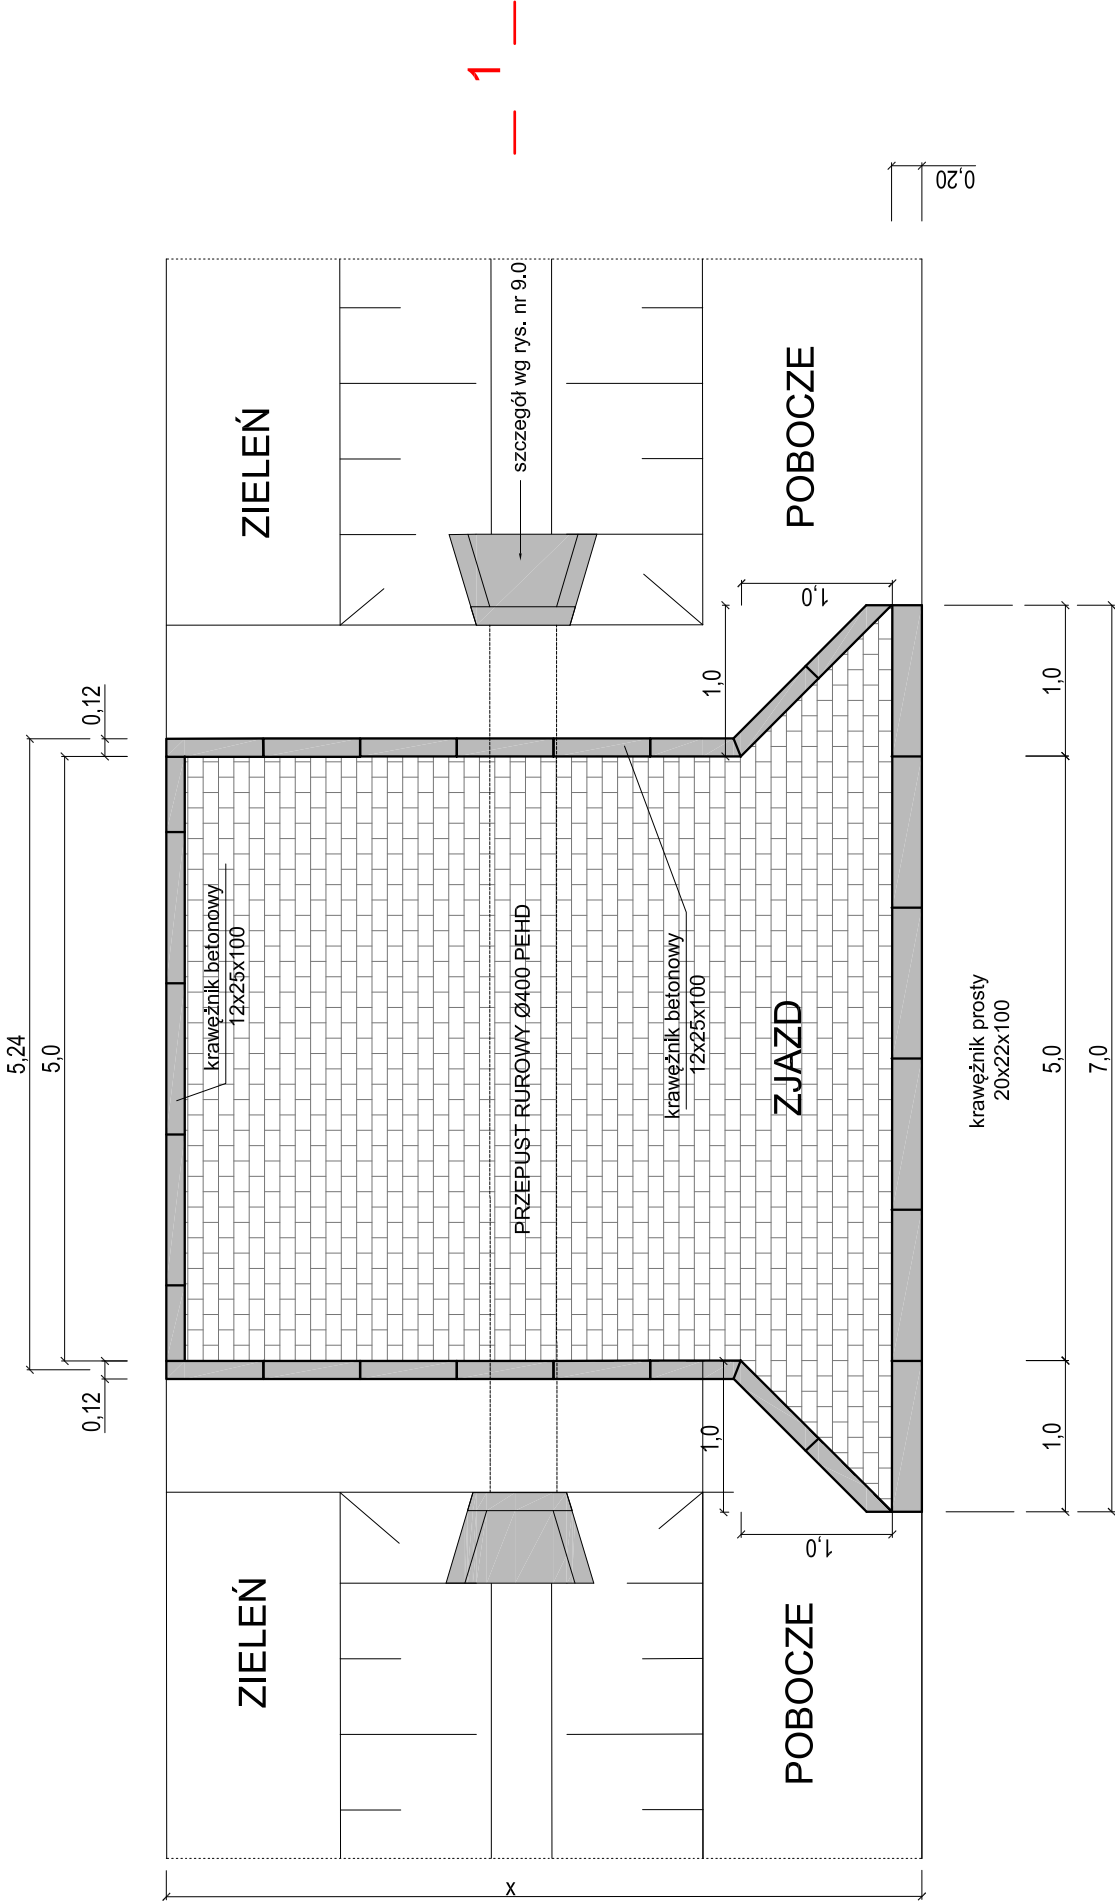 1
0,20
szczegół wg rys. nr 9.0
ZIELEŃ
POBOCZE
1,0
1,0
0,12
1,0
krawężnik betonowy
12x25x100
PRZEPUST RUROWY Ø400 PEHD
krawężnik betonowy
12x25x100
ZJAZD
krawężnik prosty
20x22x100
5,24
5,0
5,0
7,0
0,12
1,0
1,0
1,0
ZIELEŃ
POBOCZE
x